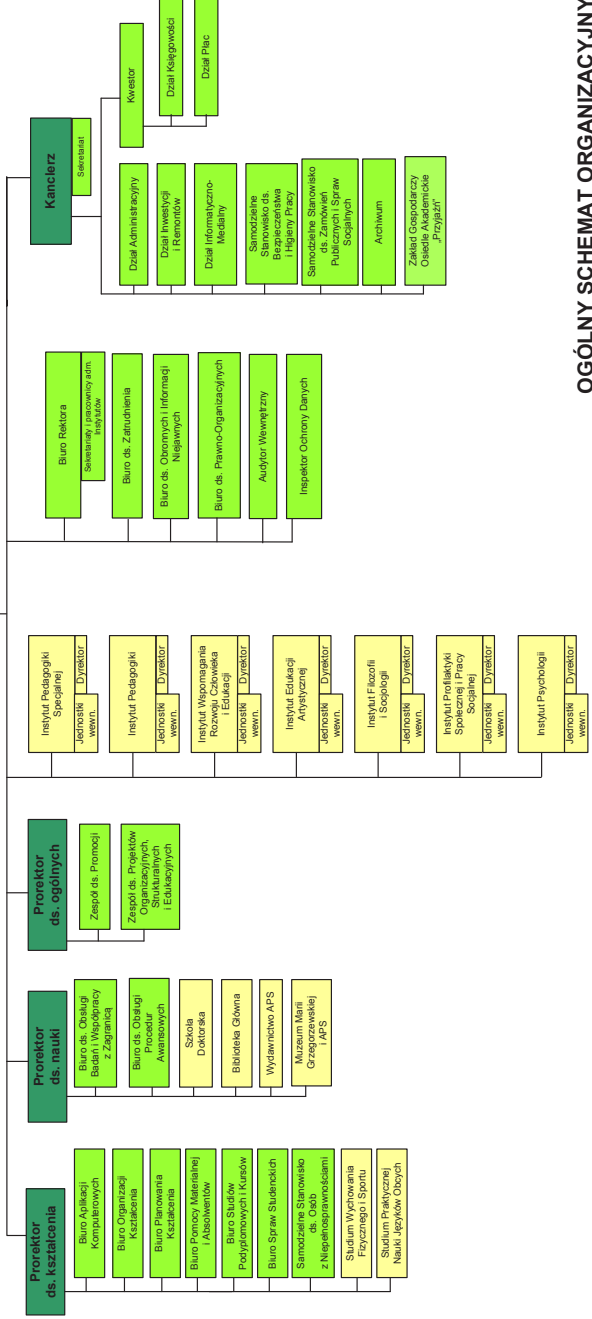 OGÓLNY SCHEMAT ORGANIZACYJNY
Prorektor
ds. kształcenia
Biuro Aplikacji
Komputerowych
Biuro Organizacji
Kształcenia
Biuro Planowania
Kształcenia
Biuro Pomocy Materialnej
i Absolwentów
Biuro Studiów
Podyplomowych i Kursów
Biuro Spraw Studenckich
Samodzielne Stanowisko
ds. Osób
z Niepełnosprawnościami
Studium Wychowania
Fizycznego i Sportu
Studium Praktycznej
Nauki Języków Obcych
Prorektor
ds. nauki
Biuro ds. Obsługi
Badań i Współpracy
z Zagranicą
Biuro ds. Obsługi
Procedur
Awansowych
Szkoła
Doktorska
Biblioteka Główna
Wydawnictwo APS
Muzeum Marii
Grzegorzewskiej
i APS
Prorektor
ds. ogólnych
Zespół ds. Promocji
Zespół ds. Projektów
Organizacyjnych,
Strukturalnych
i Edukacyjnych
Instytut Pedagogiki
Specjalnej
Jednostki
wewn.
Dyrektor
Instytut Pedagogiki
Jednostki
wewn.
Dyrektor
Instytut Wspomagania
Rozwoju Człowieka
i Edukacji
Jednostki
wewn.
Dyrektor
Instytut Edukacji
Artystycznej
Jednostki
wewn.
Dyrektor
Instytut Filozofii
i Socjologii
Jednostki
wewn.
Dyrektor
Instytut Profilaktyki
Społecznej i Pracy
Socjalnej
Jednostki
wewn.
Dyrektor
Instytut Psychologii
Jednostki
wewn.
Dyrektor
Biuro Rektora
Sekretariaty i pracownicy adm.
Instytutów
Biuro ds. Zatrudnienia
Biuro ds. Obronnych i Informacji
Niejawnych
Biuro ds. Prawno-Organizacyjnych
Audytor Wewnętrzny
Inspektor Ochrony Danych
Kanclerz
Sekretariat
Dział Administracyjny
Dział Inwestycji
i Remontów
Dział Informatyczno-
Medialny
Samodzielne
Stanowisko ds.
Bezpieczeństwa
i Higieny Pracy
Samodzielne Stanowisko
ds. Zamówień
Publicznych i Spraw
Socjalnych
Archiwum
Zakład Gospodarczy
Osiedle Akademickie
„Przyjaźń”
Kwestor
Dział Księgowości
Dział Płac